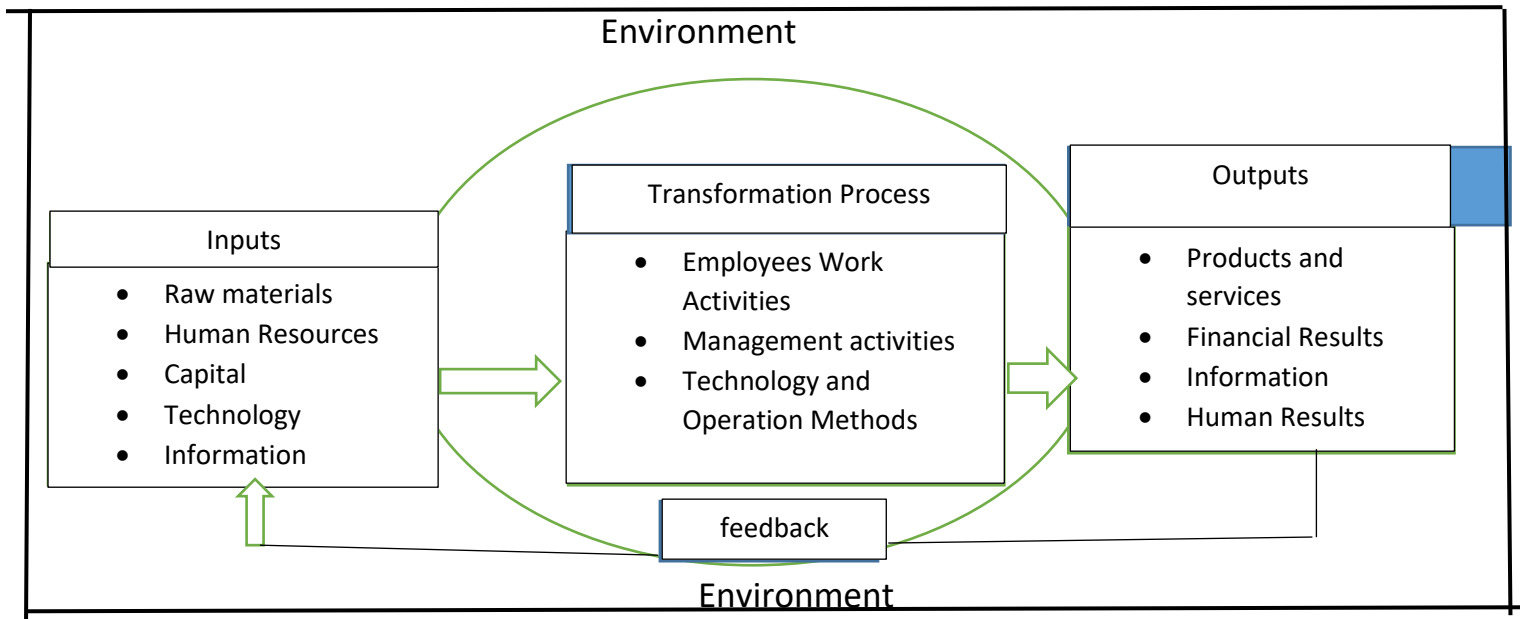 Environment
Inputs
• Raw materials
• Human Resources
• Capital
• Technology
• Information
Transformation Process
• Employees Work
Activities
• Management activities
• Technology and
Operation Methods
Outputs
• Products and
services
• Financial Results
• Information
• Human Results
feedback
Environment